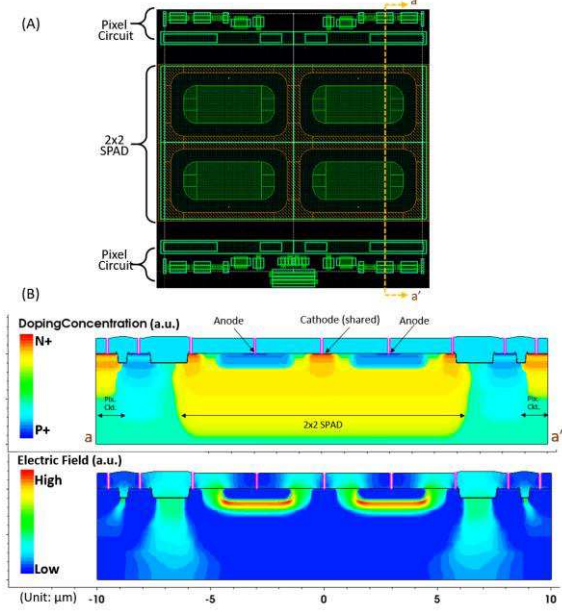 (A)
Pixel
Circuit
a
2x2
SPAD
Pixel
Circuit
a'
(B)
DopingConcentration (a.u.)
N+
P+
Anode
Cathode (shared)
Anode
Pix.
Ckt.
2x2 SPAD
Pix.
Ckt.
a
a'
Electric Field (a.u.)
High
Low
(Unit: μm)
-10
-5
0
5
10